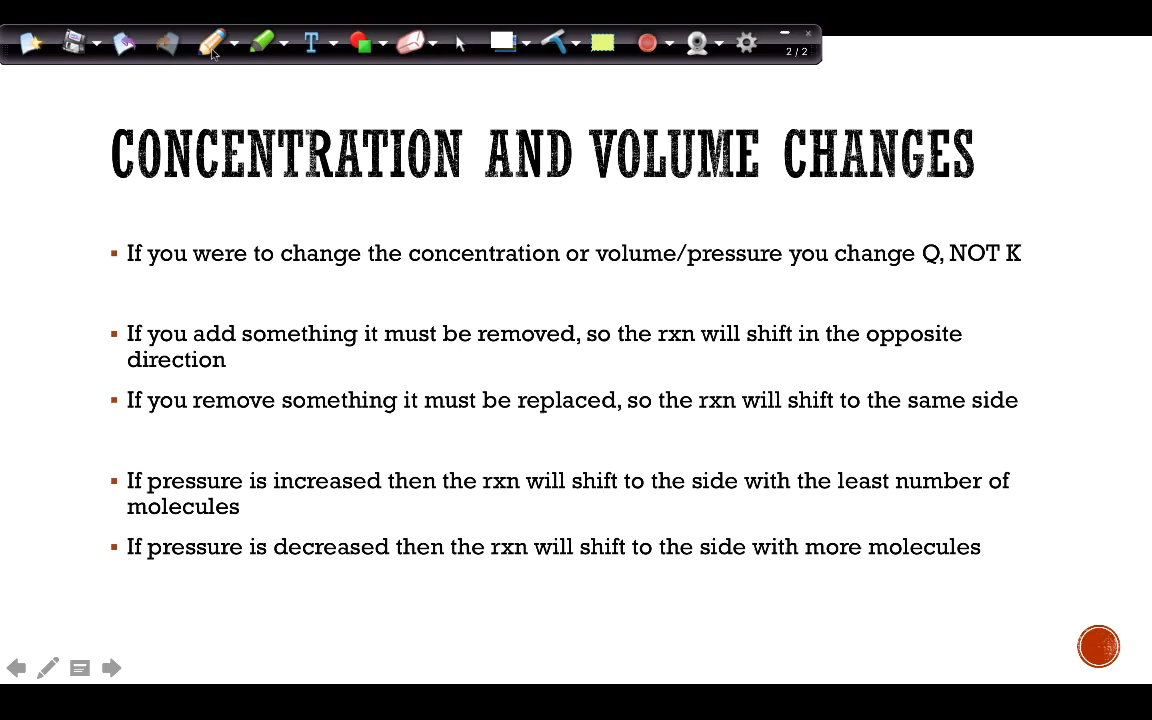 2 / 2
CONCENTRATION AND VOLUME CHANGES
▪ If you were to change the concentration or volume/pressure you change Q, NOT K
▪ If you add something it must be removed, so the rxn will shift in the opposite
direction
▪ If you remove something it must be replaced, so the rxn will shift to the same side
▪ If pressure is increased then the rxn will shift to the side with the least number of
molecules
▪ If pressure is decreased then the rxn will shift to the side with more molecules